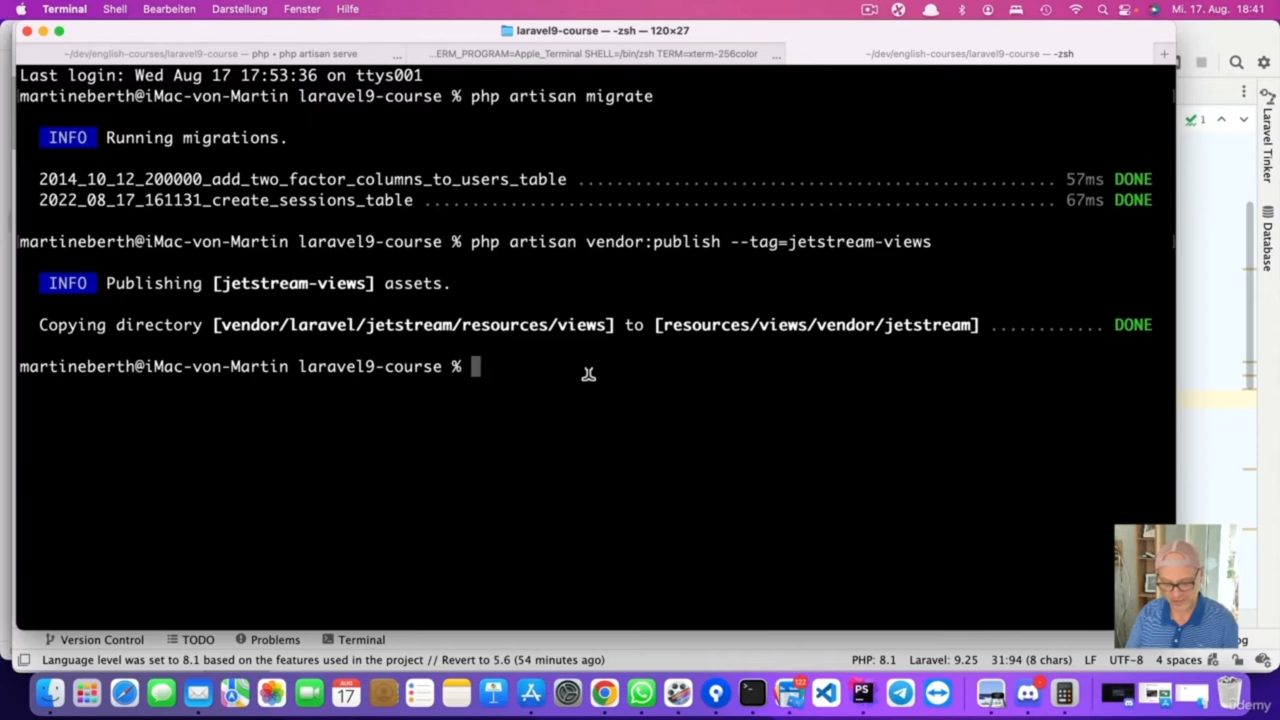 Terminal Shell Bearbeiten Darstellung Fenster Hilfe Mi. 17. Aug. 18:41
laravel9-course — -zsh — 120×27
~/dev/english-courses/laravel9-course — php • php artisan serve ... ...ERM_PROGRAM=Apple_Terminal SHELL=/bin/zsh TERM=xterm-256color ... ~/dev/english-courses/laravel9-course — -zsh +
Last login: Wed Aug 17 17:53:36 on ttys001
martineberth@iMac-von-Martin laravel9-course % php artisan migrate
INFO Running migrations.
2014_10_12_200000_add_two_factor_columns_to_users_table .................................................. 57ms DONE
2022_08_17_161131_create_sessions_table .................................................................. 67ms DONE
martineberth@iMac-von-Martin laravel9-course % php artisan vendor:publish --tag=jetstream-views
INFO Publishing [jetstream-views] assets.
Copying directory [vendor/laravel/jetstream/resources/views] to [resources/views/vendor/jetstream] ............ DONE
martineberth@iMac-von-Martin laravel9-course %
1
Laravel Tinker
Database
Version Control TODO Problems Terminal
Language level was set to 8.1 based on the features used in the project // Revert to 5.6 (54 minutes ago) PHP: 8.1 Laravel: 9.25 31:94 (8 chars) LF UTF-8 4 spaces
17
PS
122
udemy